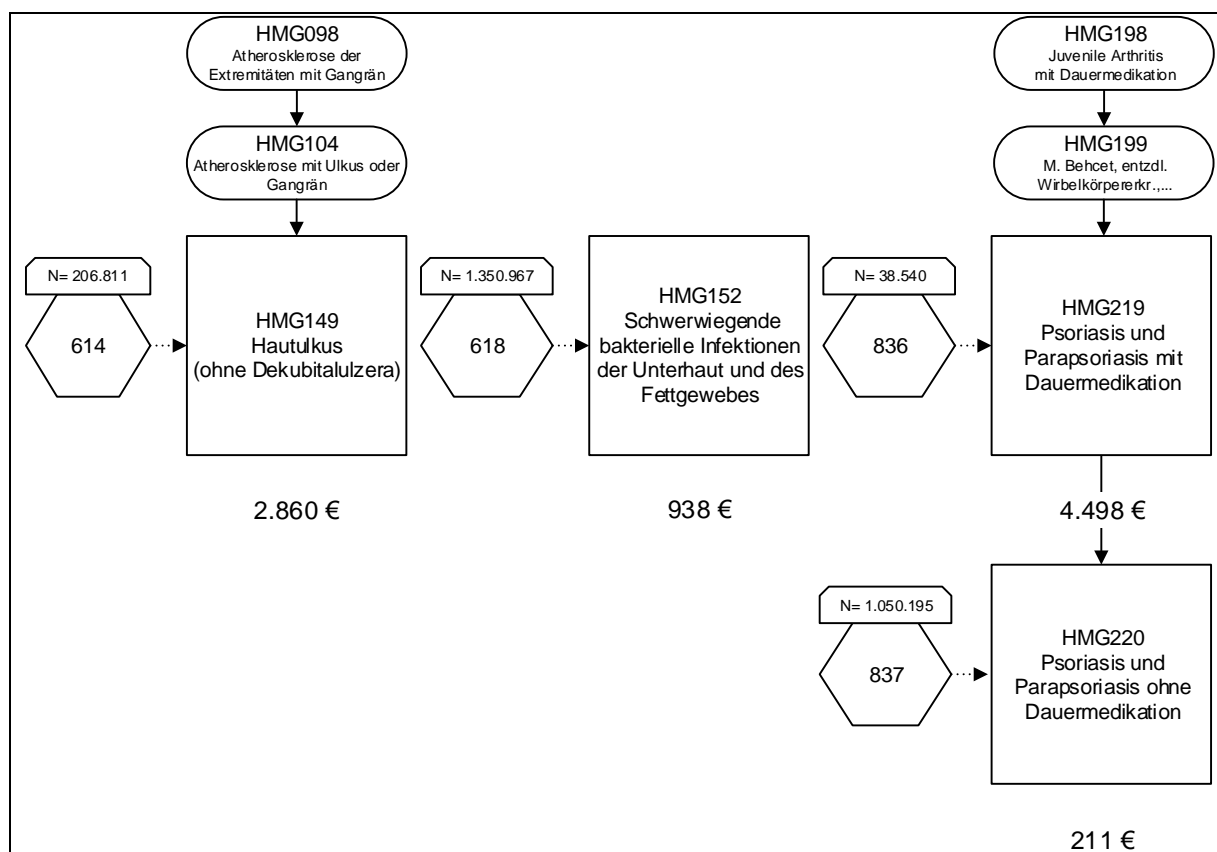 HMG098
Atherosklerose der
Extremitäten mit Gangrän
HMG104
Atherosklerose mit Ulkus oder
Gangrän
N= 206.811
614
HMG149
Hautulkus
(ohne Dekubitalulzera)
2.860 €
N= 1.350.967
618
HMG152
Schwerwiegende
bakterielle Infektionen
der Unterhaut und des
Fettgewebes
938 €
HMG198
Juvenile Arthritis
mit Dauermedikation
HMG199
M. Behcet, entzdl.
Wirbelkörpererkr.,...
N= 38.540
836
HMG219
Psoriasis und
Parapsoriasis mit
Dauermedikation
4.498 €
N= 1.050.195
837
HMG220
Psoriasis und
Parapsoriasis ohne
Dauermedikation
211 €